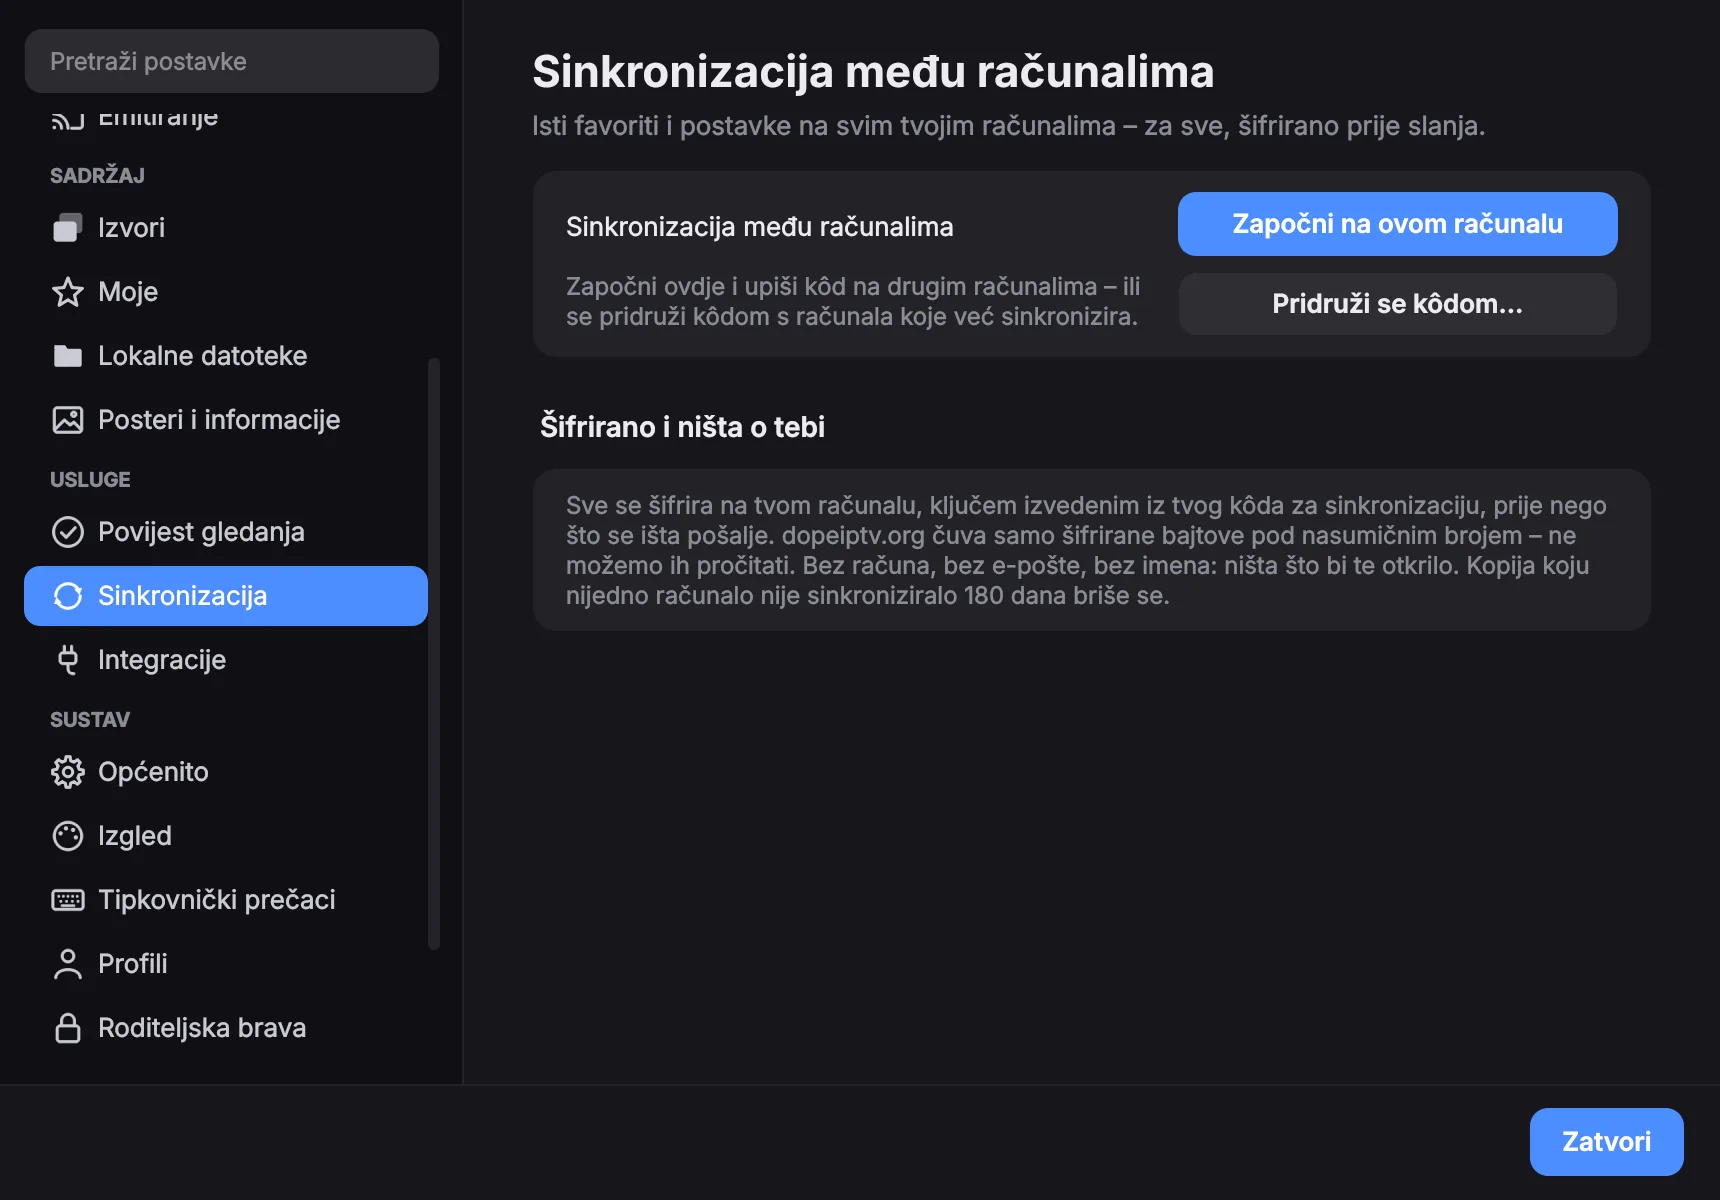 Pretraži postavke
Emitiranje
SADRŽAJ
Izvori
Moje
Lokalne datoteke
Posteri i informacije
USLUGE
Povijest gledanja
Sinkronizacija
Integracije
SUSTAV
Općenito
Izgled
Tipkovnički prečaci
Profili
Roditeljska brava
Sinkronizacija među računalima
Isti favoriti i postavke na svim tvojim računalima – za sve, šifrirano prije slanja.
Sinkronizacija među računalima
Započni ovdje i upiši kôd na drugim računalima – ili
se pridruži kôdom s računala koje već sinkronizira.
Započni na ovom računalu
Pridruži se kôdom...
Šifrirano i ništa o tebi
Sve se šifrira na tvom računalu, ključem izvedenim iz tvog kôda za sinkronizaciju, prije nego
što se išta pošalje. dopeiptv.org čuva samo šifrirane bajtove pod nasumičnim brojem – ne
možemo ih pročitati. Bez računa, bez e-pošte, bez imena: ništa što bi te otkrilo. Kopija koju
nijedno računalo nije sinkroniziralo 180 dana briše se.
Zatvori